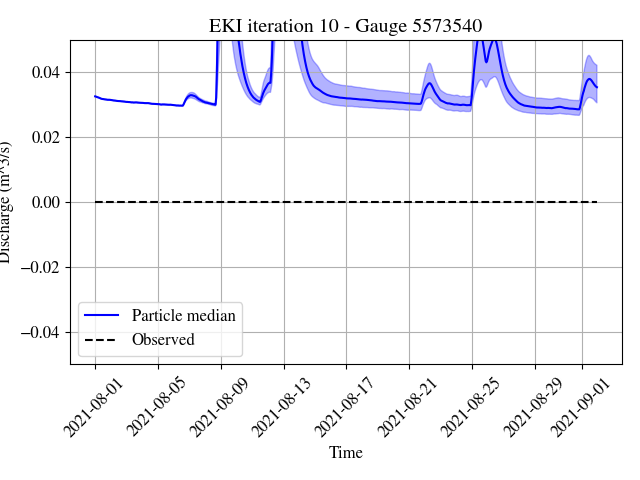 EKI iteration 10 - Gauge 5573540
Discharge (m^3/s)
0.04
0.02
0.00
−0.02
−0.04
Particle median
Observed
2021-08-01
2021-08-05
2021-08-09
2021-08-13
2021-08-17
2021-08-21
2021-08-25
2021-08-29
2021-09-01
Time